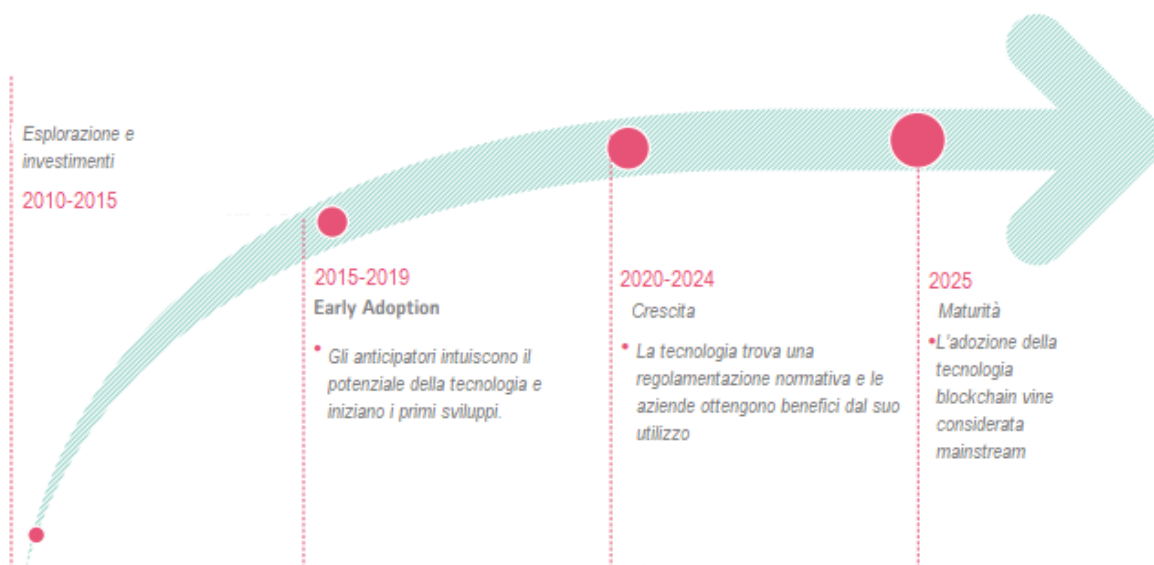 Esplorazione e
investimenti
2010-2015
2015-2019
Early Adoption
• Gli anticipatori intuiscono il
potenziale della tecnologia e
iniziano i primi sviluppi.
2020-2024
Crescita
• La tecnologia trova una
regolamentazione normativa e le
aziende ottengono benefici dal suo
utilizzo
2025
Maturità
•L'adozione della
tecnologia
blockchain vine
considerata
mainstream